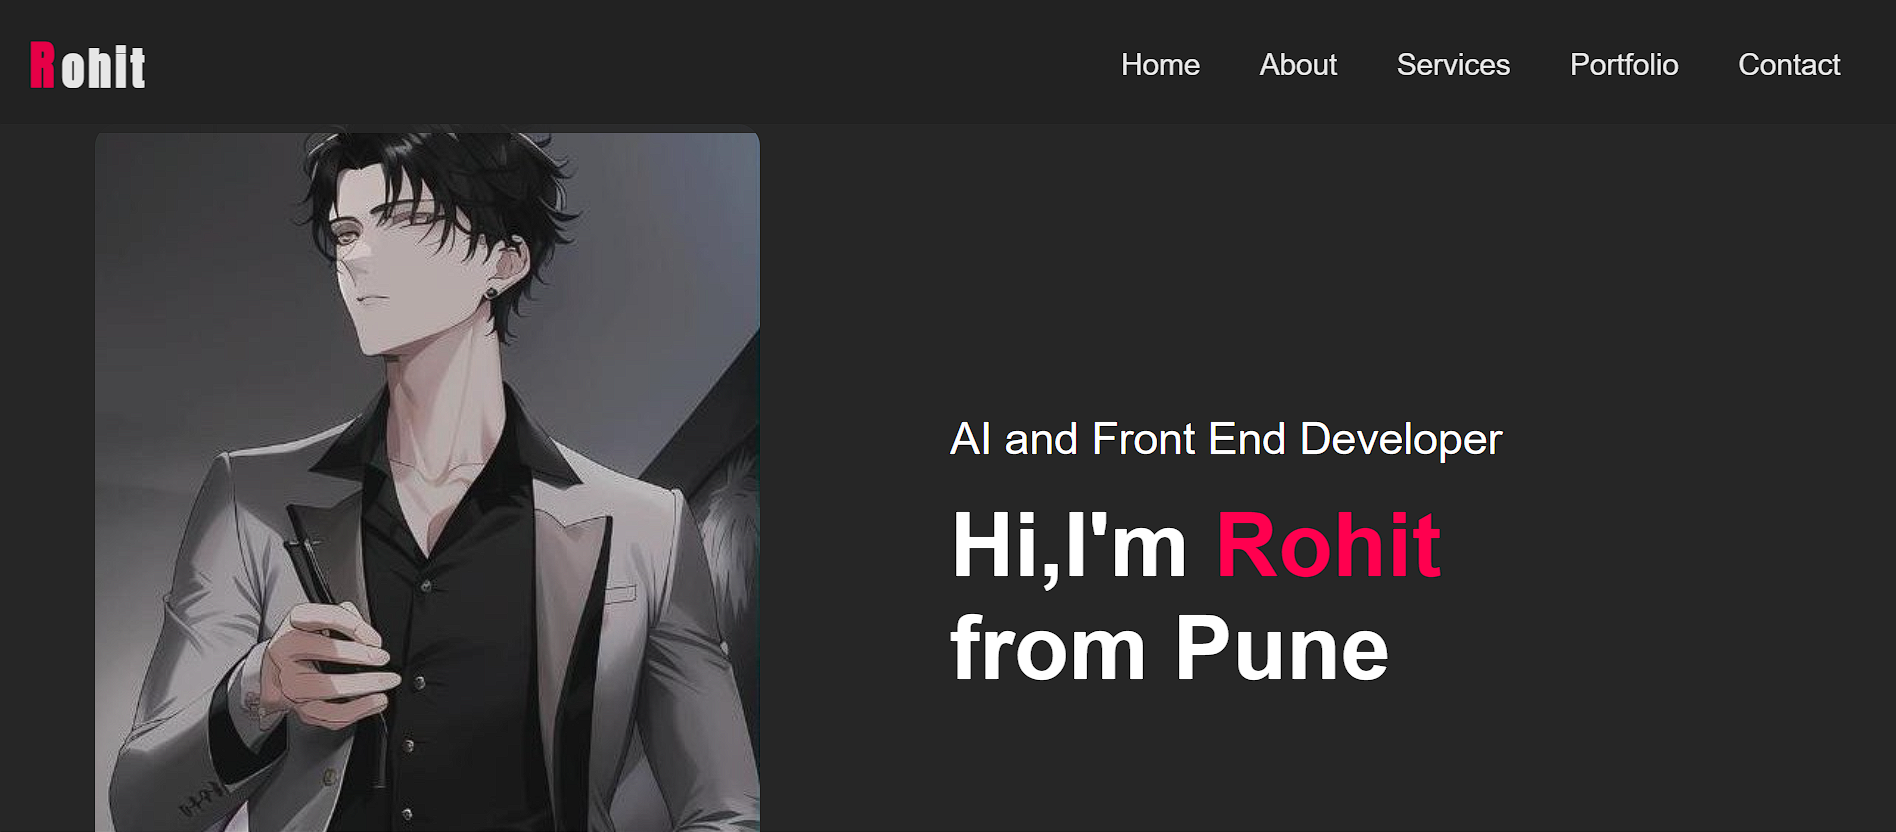 Rohit
Home About Services Portfolio Contact
AI and Front End Developer
Hi,I'm Rohit
from Pune